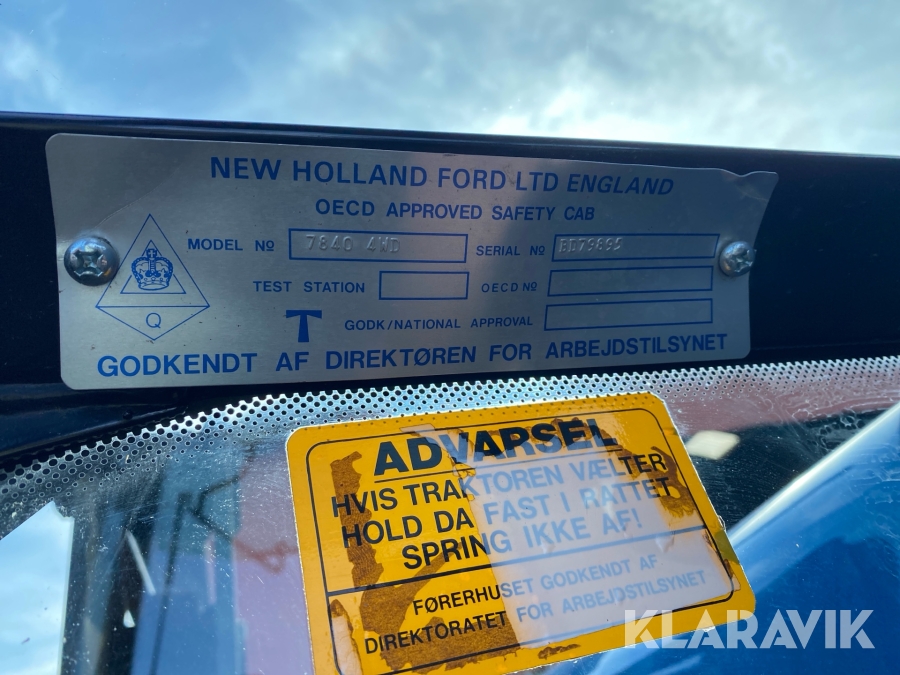 NEW HOLLAND FORD LTD ENGLAND
OECD APPROVED SAFETY CAB
MODEL Nº 7840 4WD SERIAL Nº BD79895
TEST STATION OECD Nº
Q T GODK/NATIONAL APPROVAL
GODKENDT AF DIREKTØREN FOR ARBEJDSTILSYNET
ADVARSEL
HVIS TRAKTOREN VÆLTER
HOLD DA FAST I RATTET
SPRING IKKE AF!
FØRERHUSET GODKENDT AF
DIREKTORATET FOR ARBEJDSTILSYNET
KLARAVIK